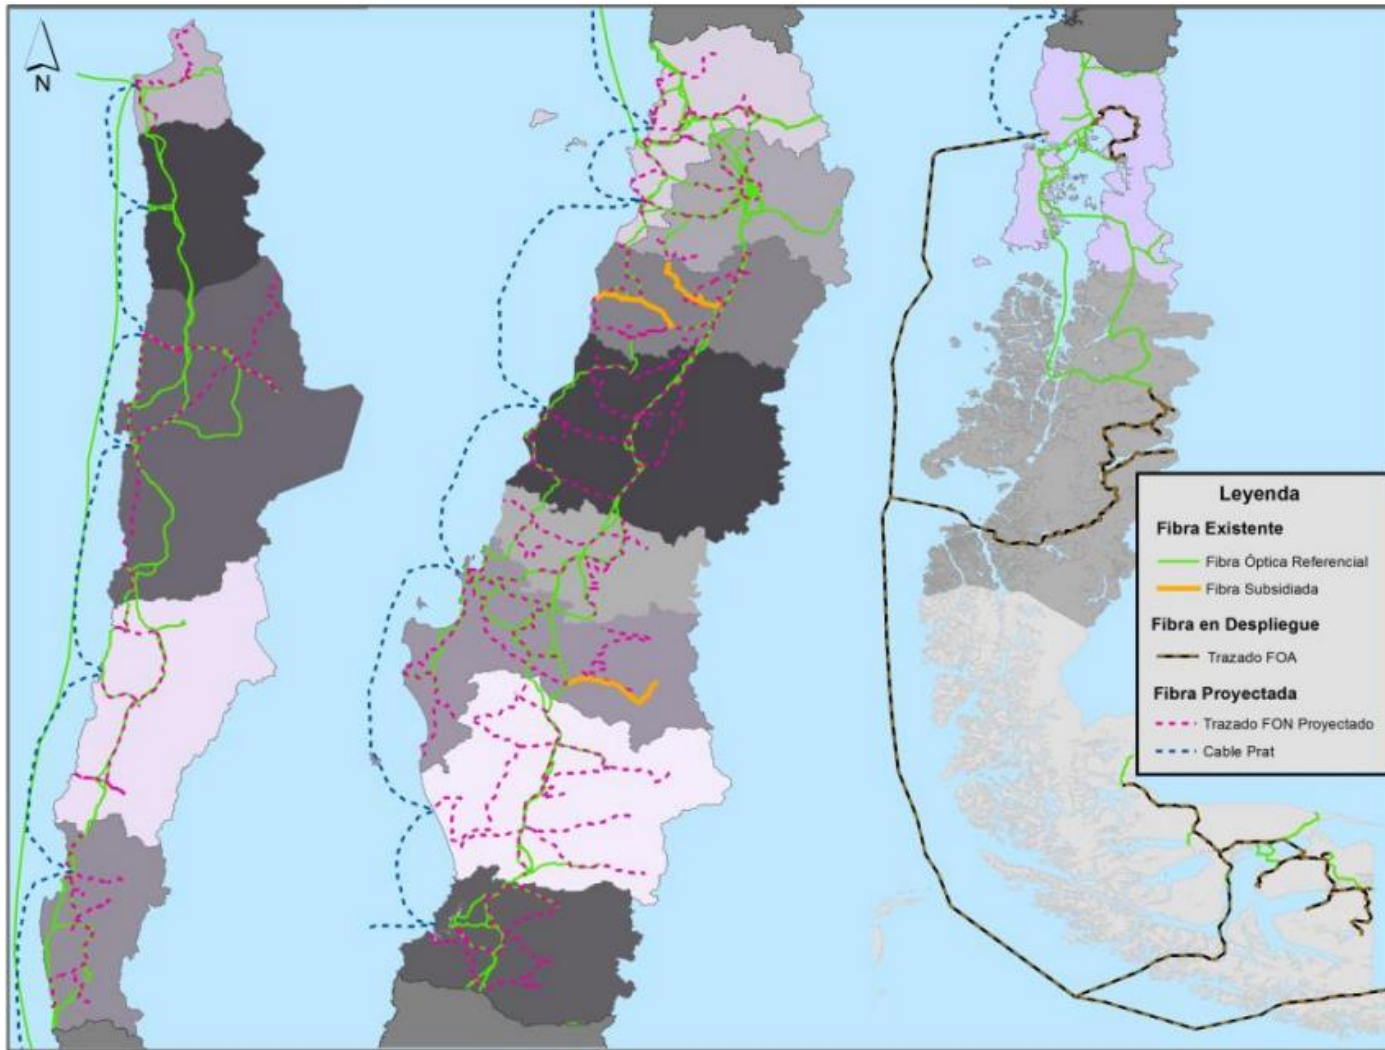 N
Leyenda
Fibra Existente
Fibra Óptica Referencial
Fibra Subsidiada
Fibra en Despliegue
Trazado FOA
Fibra Proyectada
Trazado FON Proyectado
Cable Prat